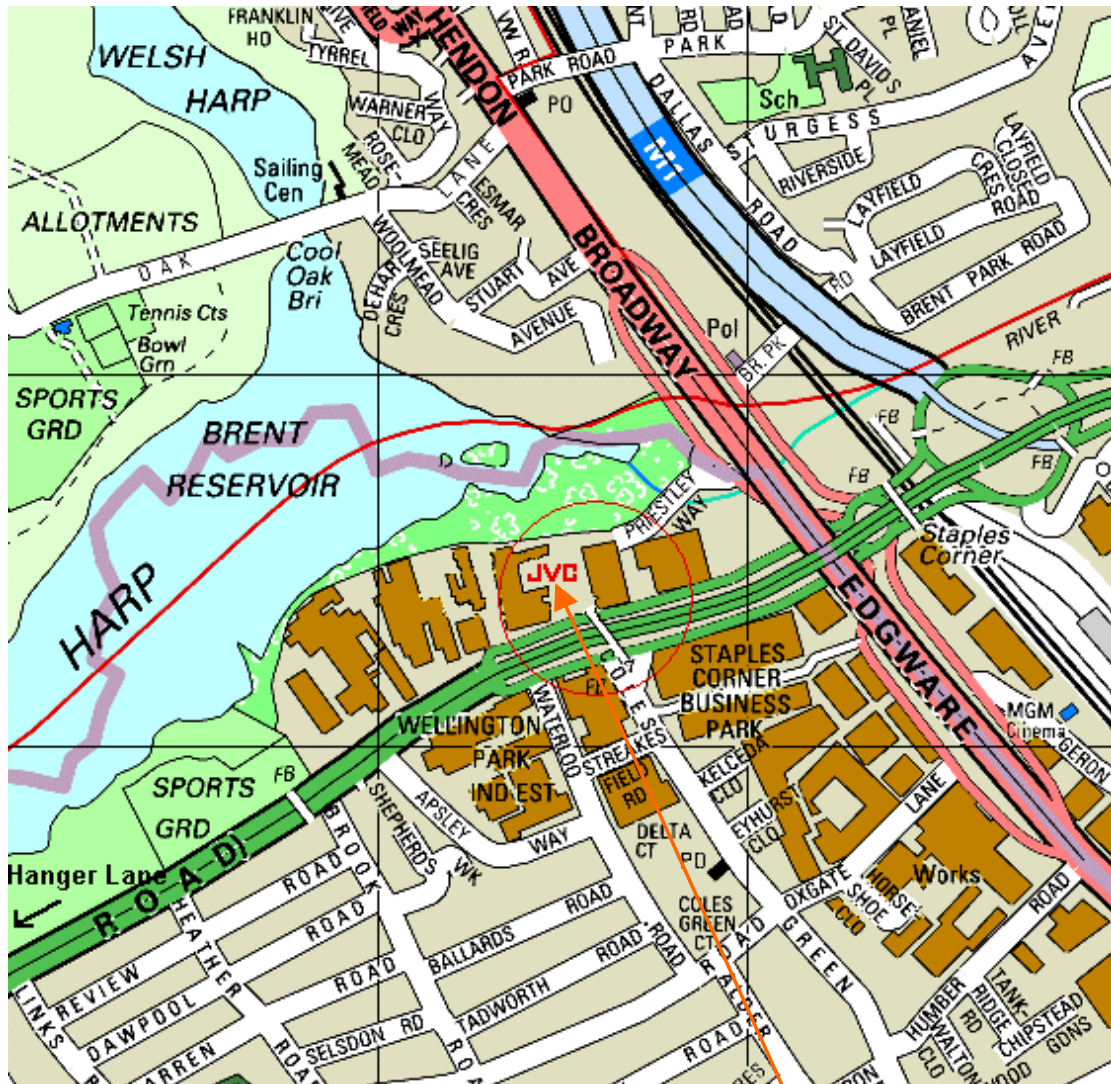 FRANKLIN
HO
TYRREL
WAY
WELSH
HARP
HENDON
PARK ROAD
PARK
PO
ST. DAVIDS
PL
DANIEL
PL
Sch
WARNER
CLO
WAY
ROSE-
MEAD
Sailing
Cen
LANE
ESMAR
CRES
M1
DALLAS
ROAD
STURGESS
AVE
RIVERSIDE
LAYFIELD
CRES
LAYFIELD
CLOSE
ROAD
LAYFIELD
BRENT PARK ROAD
RD
ALLOTMENTS
OAK
Cool
Oak
Bri
WOOLMEAD
AVENUE
DEHAR
CRES
SEELIG
AVE
STUART AVE
BROADWAY
Tennis Cts
Bowl
Grn
SPORTS
GRD
Pol
BR. PK
RIVER
FB
BRENT
RESERVOIR
FB
FB
FB
PRIESTLEY
WAY
Staples
Corner
HARP
JVC
EDGWARE
STAPLES
CORNER
BUSINESS
PARK
MGM
Cinema
GERON
WELLINGTON
PARK
IND EST
WATERLOO
FB
COLES
STREAKES
FIELD
RD
KELCEDA
CLO
LANE
SPORTS
GRD
FB
APSLEY
WAY
SHEPHERDS
WK
BROOK
ROAD
DELTA
CT
PO
EYHURST
CLO
OXGATE
HORSE
SHOE
CLO
Works
ROAD
Hanger Lane
ROAD
HEATHER
ROAD
REVIEW ROAD
DAWPOOL ROAD
WARREN ROAD
LINKS
SELSDON RD
BALLARDS ROAD
TADWORTH ROAD
ROAD
COLES
GREEN
CT
ROAD
GREEN
HUMBER
WALTON
CLO
TANK-
RIDGE
RD
CHIPSTEAD
GDNS